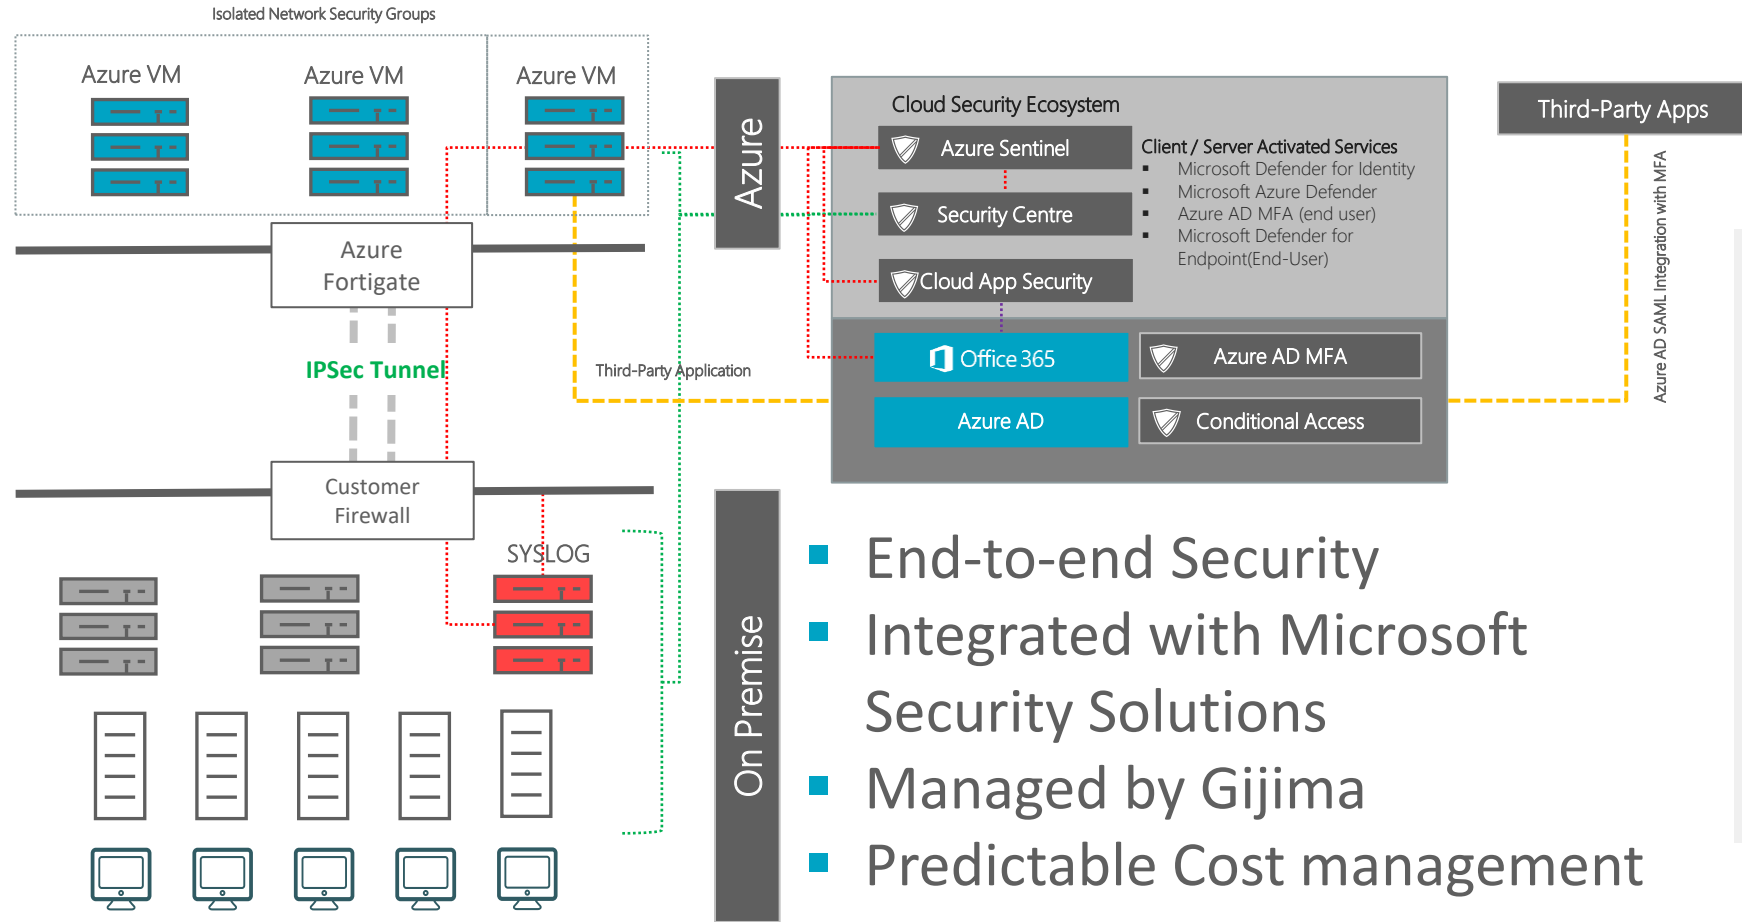 Isolated Network Security Groups
Azure VM
Azure VM
Azure VM
Azure
Fortigate
IPSec Tunnel
Customer
Firewall
SYSLOG
Third-Party Application
Azure
On Premise
Cloud Security Ecosystem
Azure Sentinel
Security Centre
Cloud App Security
Client / Server Activated Services
▪ Microsoft Defender for Identity
▪ Microsoft Azure Defender
▪ Azure AD MFA (end user)
▪ Microsoft Defender for
Endpoint(End-User)
Office 365
Azure AD MFA
Azure AD
Conditional Access
Third-Party Apps
Azure AD SAML Integration with MFA
▪ End-to-end Security
▪ Integrated with Microsoft
Security Solutions
▪ Managed by Gijima
▪ Predictable Cost management